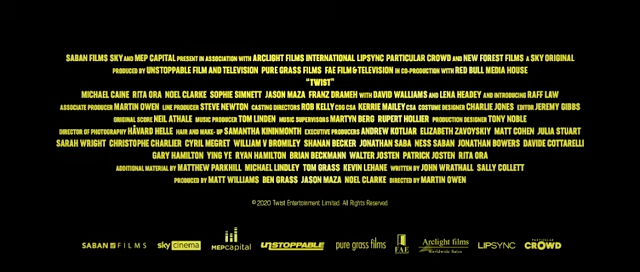 SABAN FILMS SKY AND MEP CAPITAL PRESENT IN ASSOCIATION WITH ARCLIGHT FILMS INTERNATIONAL LIPSYNC PARTICULAR CROWD AND NEW FOREST FILMS A SKY ORIGINAL
PRODUCED BY UNSTOPPABLE FILM AND TELEVISION PURE GRASS FILMS FAE FILM & TELEVISION IN CO-PRODUCTION WITH RED BULL MEDIA HOUSE
"TWIST"
MICHAEL CAINE RITA ORA NOEL CLARKE SOPHIE SIMNETT JASON MAZA FRANZ DRAMEH WITH DAVID WALLIAMS AND LENA HEADEY AND INTRODUCING RAFF LAW
ASSOCIATE PRODUCER MARTIN OWEN LINE PRODUCER STEVE NEWTON CASTING DIRECTORS ROB KELLY CDG CSA KERRIE MAILEY CSA COSTUME DESIGNER CHARLIE JONES EDITOR JEREMY GIBBS
ORIGINAL SCORE NEIL ATHALE MUSIC PRODUCER TOM LINDEN MUSIC SUPERVISORS MARTYN BERG RUPERT HOLLIER PRODUCTION DESIGNER TONY NOBLE
DIRECTOR OF PHOTOGRAPHY HÅVARD HELLE HAIR AND MAKE-UP SAMANTHA KININMONTH EXECUTIVE PRODUCERS ANDREW KOTLIAR ELIZABETH ZAVOYSKIY MATT COHEN JULIA STUART
SARAH WRIGHT CHRISTOPHE CHARLIER CYRIL MEGRET WILLIAM V BROMILEY SHANAN BECKER JONATHAN SABA NESS SABAN JONATHAN BOWERS DAVIDE COTTARELLI
GARY HAMILTON YING YE RYAN HAMILTON BRIAN BECKMANN WALTER JOSTEN PATRICK JOSTEN RITA ORA
ADDITIONAL MATERIAL BY MATTHEW PARKHILL MICHAEL LINDLEY TOM GRASS KEVIN LEHANE WRITTEN BY JOHN WRATHALL SALLY COLLETT
PRODUCED BY MATT WILLIAMS BEN GRASS JASON MAZA NOEL CLARKE DIRECTED BY MARTIN OWEN
© 2020 Twist Entertainment Limited. All Rights Reserved
SABAN FILMS sky cinema MEPCAPITAL UNSTOPPABLE pure grass films FAE Arclight films Worldwide Sales LIPSYNC PARTICULAR CROWD